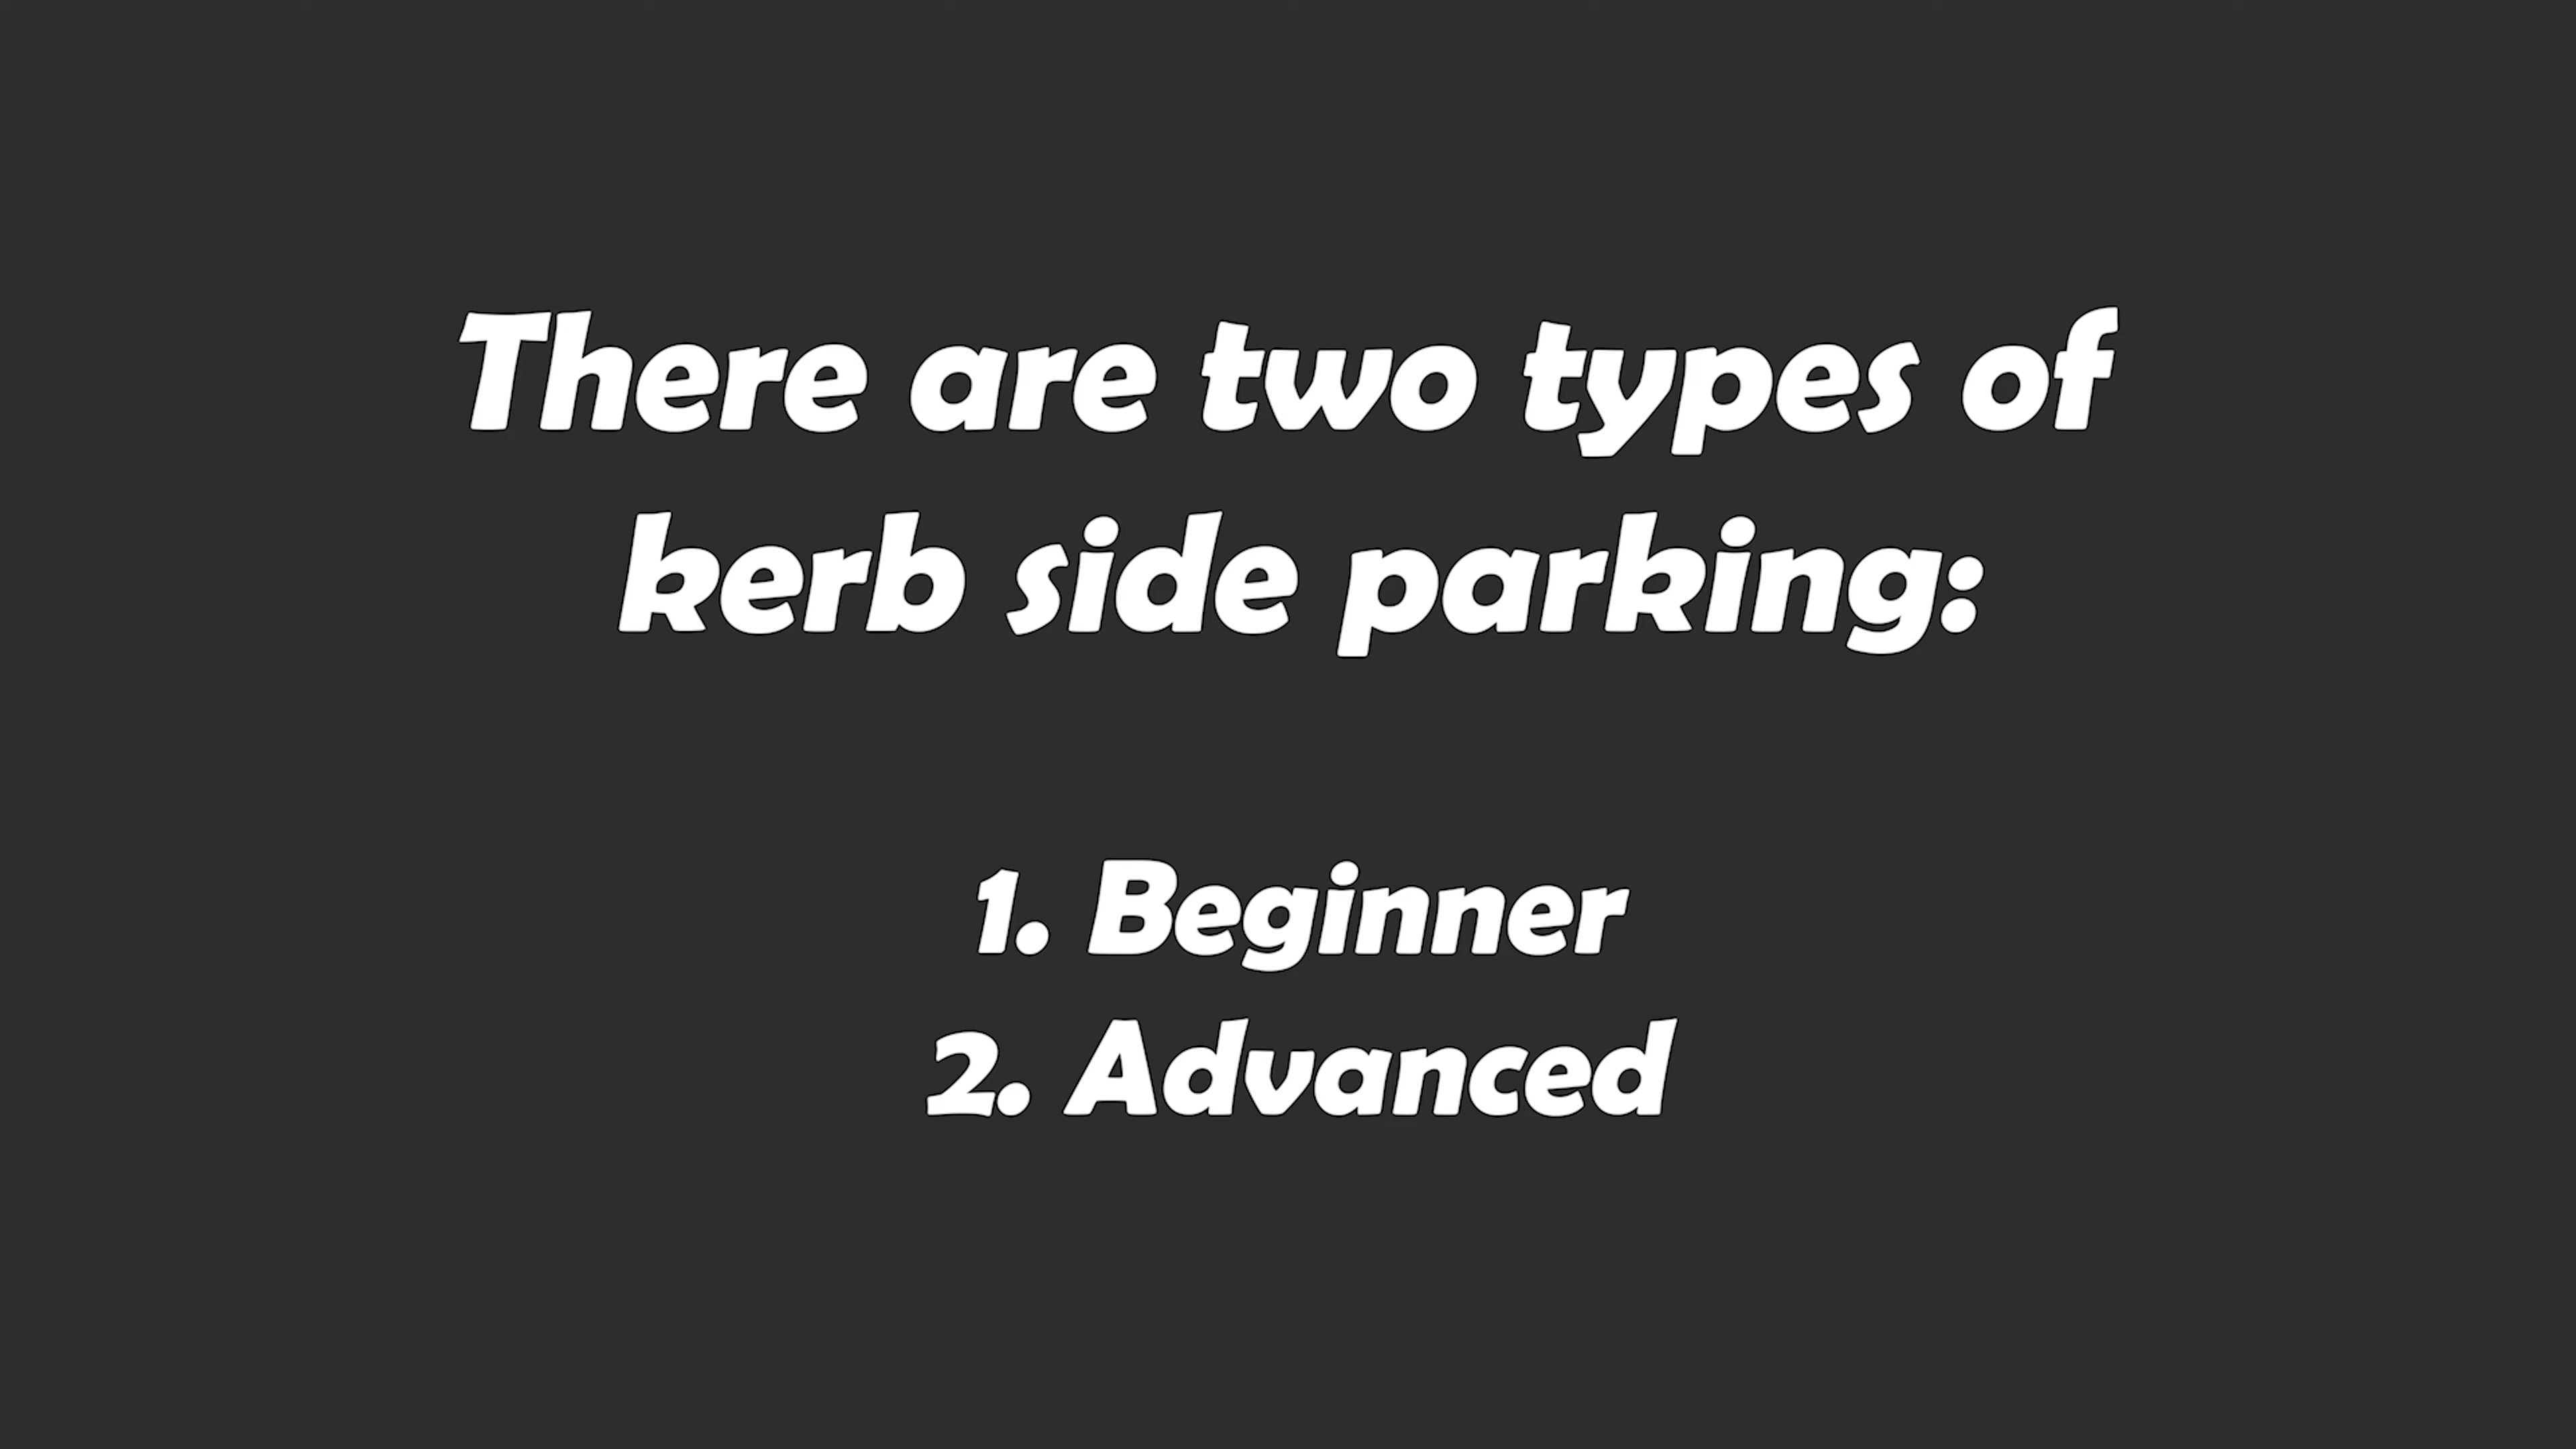 There are two types of
kerb side parking:
1. Beginner
2. Advanced